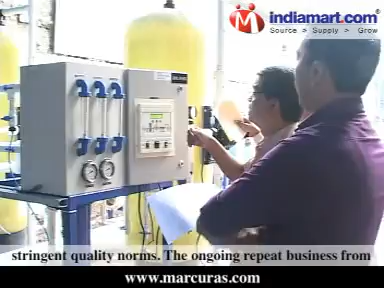 indiamart.com®
Source > Supply > Grow
stringent quality norms. The ongoing repeat business from
www.marcuras.com